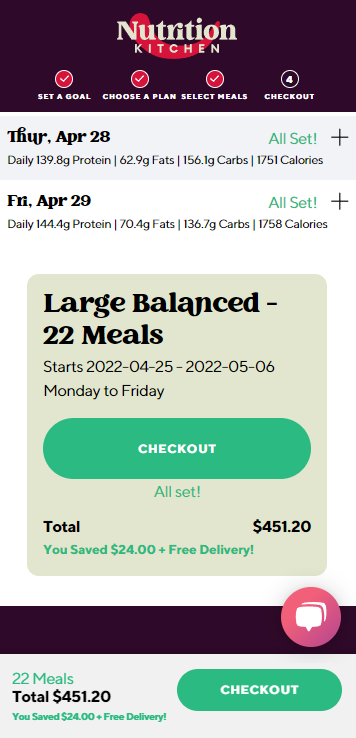 Nutrition
KITCHEN
4
SET A GOAL CHOOSE A PLAN SELECT MEALS CHECKOUT
Thur, Apr 28 All Set! +
Daily 139.8g Protein | 62.9g Fats | 156.1g Carbs | 1751 Calories
Fri, Apr 29 All Set! +
Daily 144.4g Protein | 70.4g Fats | 136.7g Carbs | 1758 Calories
Large Balanced -
22 Meals
Starts 2022-04-25 - 2022-05-06
Monday to Friday
CHECKOUT
All set!
Total $451.20
You Saved $24.00 + Free Delivery!
22 Meals
Total $451.20
You Saved $24.00 + Free Delivery!
CHECKOUT